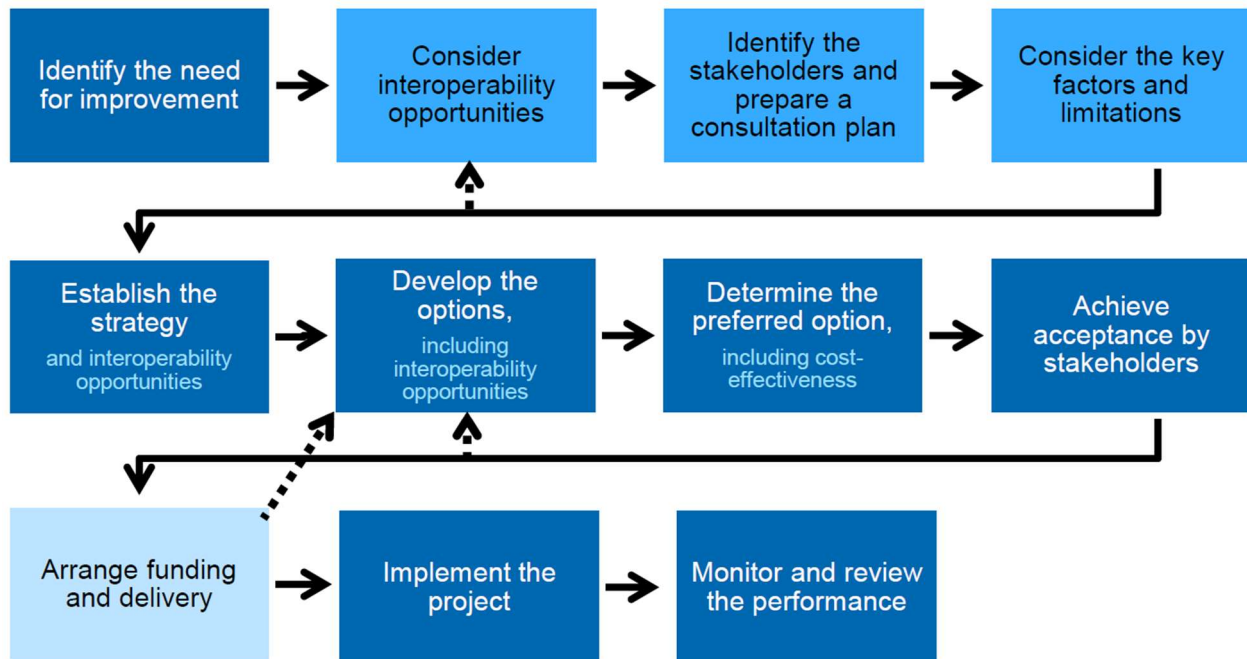 Identify the need
for improvement
Consider
interoperability
opportunities
Identify the
stakeholders and
prepare a
consultation plan
Consider the key
factors and
limitations
Establish the
strategy
and interoperability
opportunities
Develop the
options,
including
interoperability
opportunities
Determine the
preferred option,
including cost-
effectiveness
Achieve
acceptance by
stakeholders
Arrange funding
and delivery
Implement the
project
Monitor and review
the performance